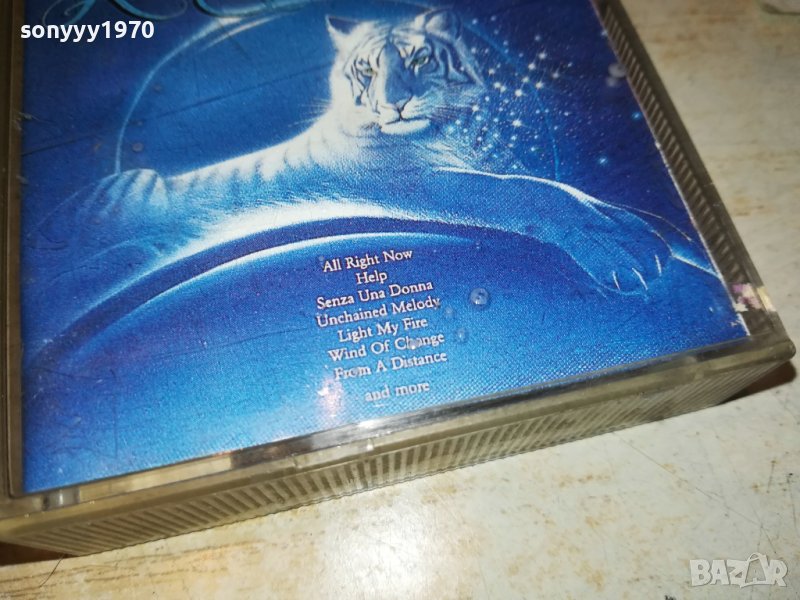 sonyyy1970
All Right Now
Help
Senza Una Donna
Unchained Melody
Light My Fire
Wind Of Change
From A Distance
and more
BAZAR